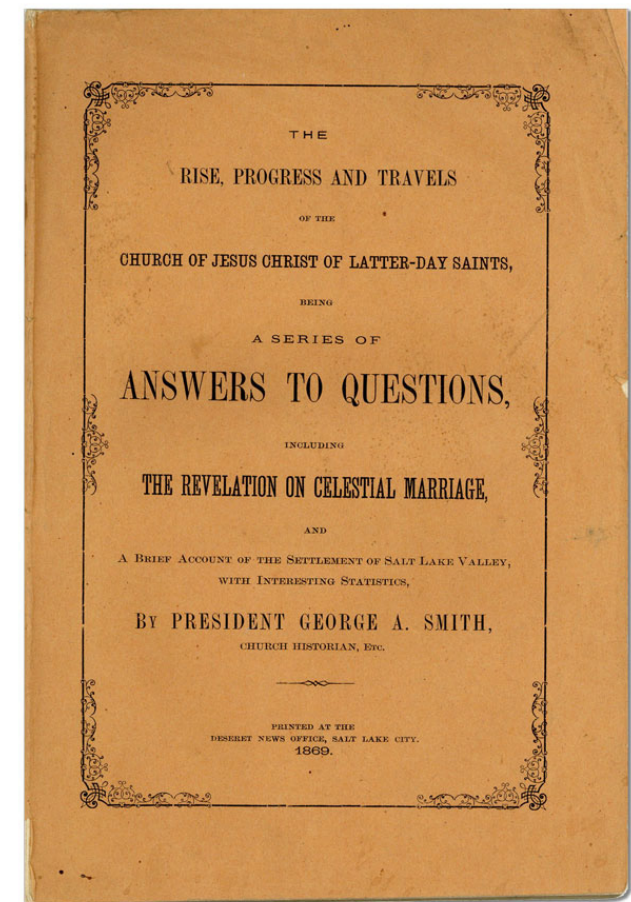 THE
RISE, PROGRESS AND TRAVELS
OF THE
CHURCH OF JESUS CHRIST OF LATTER-DAY SAINTS,
BEING
A SERIES OF
ANSWERS TO QUESTIONS,
INCLUDING
THE REVELATION ON CELESTIAL MARRIAGE,
AND
A BRIEF ACCOUNT OF THE SETTLEMENT OF SALT LAKE VALLEY,
WITH INTERESTING STATISTICS,
BY PRESIDENT GEORGE A. SMITH,
CHURCH HISTORIAN, ETC.
PRINTED AT THE
DESERET NEWS OFFICE, SALT LAKE CITY.
1869.